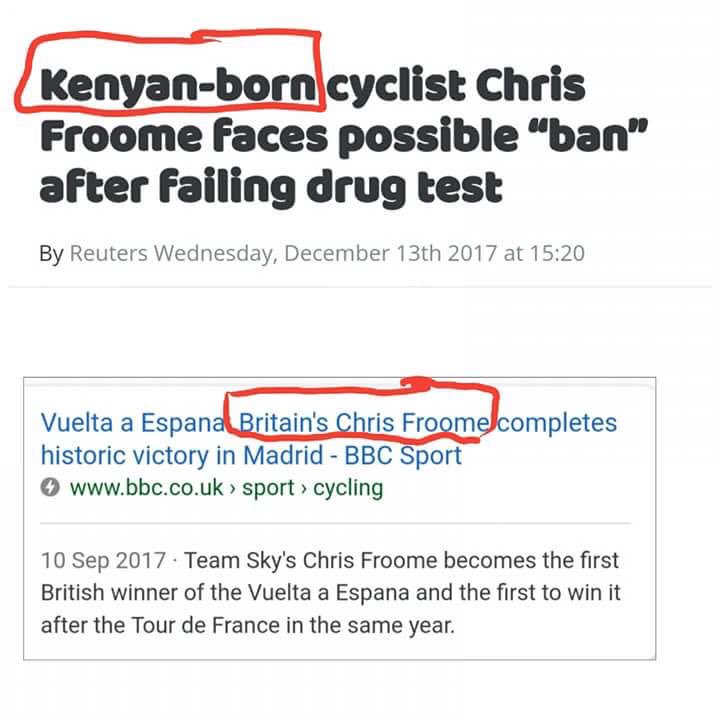 Kenyan-born cyclist Chris
Froome faces possible “ban”
after failing drug test
By Reuters Wednesday, December 13th 2017 at 15:20
Vuelta a Espana: Britain's Chris Froome completes
historic victory in Madrid - BBC Sport
www.bbc.co.uk › sport › cycling
10 Sep 2017 · Team Sky's Chris Froome becomes the first
British winner of the Vuelta a Espana and the first to win it
after the Tour de France in the same year.